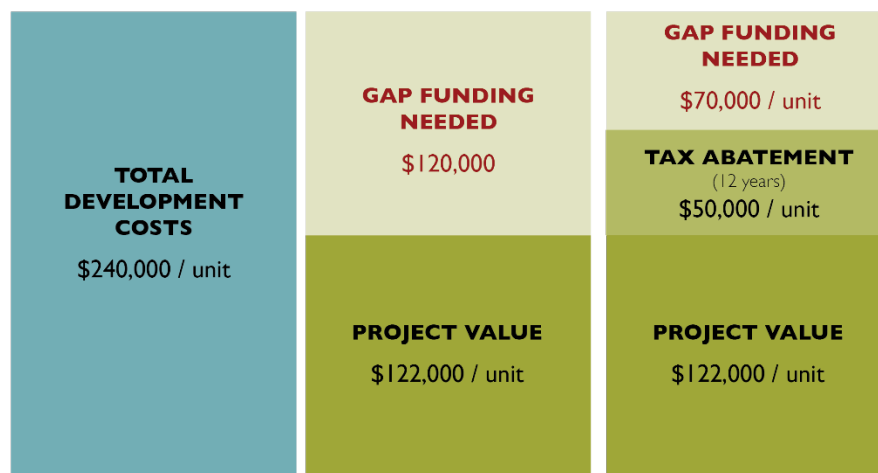 TOTAL
DEVELOPMENT
COSTS
$240,000 / unit
GAP FUNDING
NEEDED
$120,000
PROJECT VALUE
$122,000 / unit
GAP FUNDING
NEEDED
$70,000 / unit
TAX ABATEMENT
(12 years)
$50,000 / unit
PROJECT VALUE
$122,000 / unit